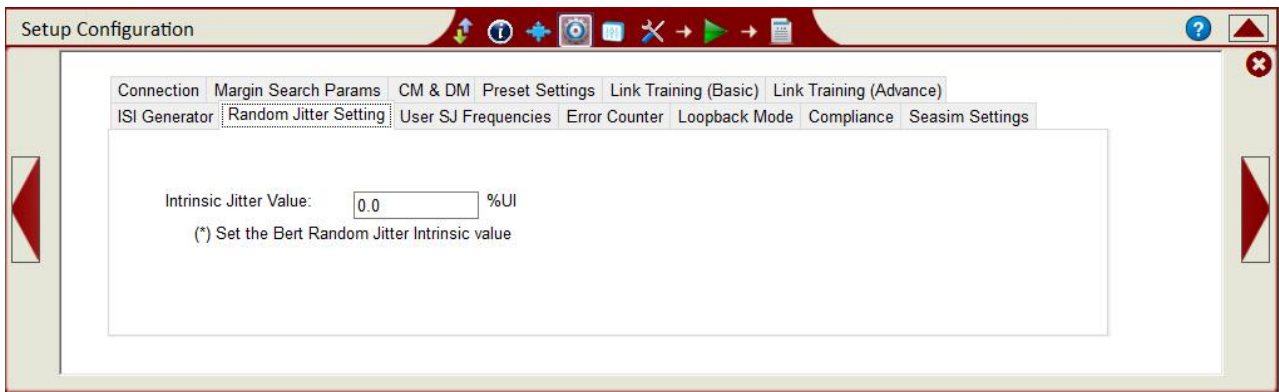 Setup Configuration
Connection Margin Search Params CM & DM Preset Settings Link Training (Basic) Link Training (Advance)
ISI Generator Random Jitter Setting User SJ Frequencies Error Counter Loopback Mode Compliance Seasim Settings
Intrinsic Jitter Value: 0.0 %UI
(*) Set the Bert Random Jitter Intrinsic value